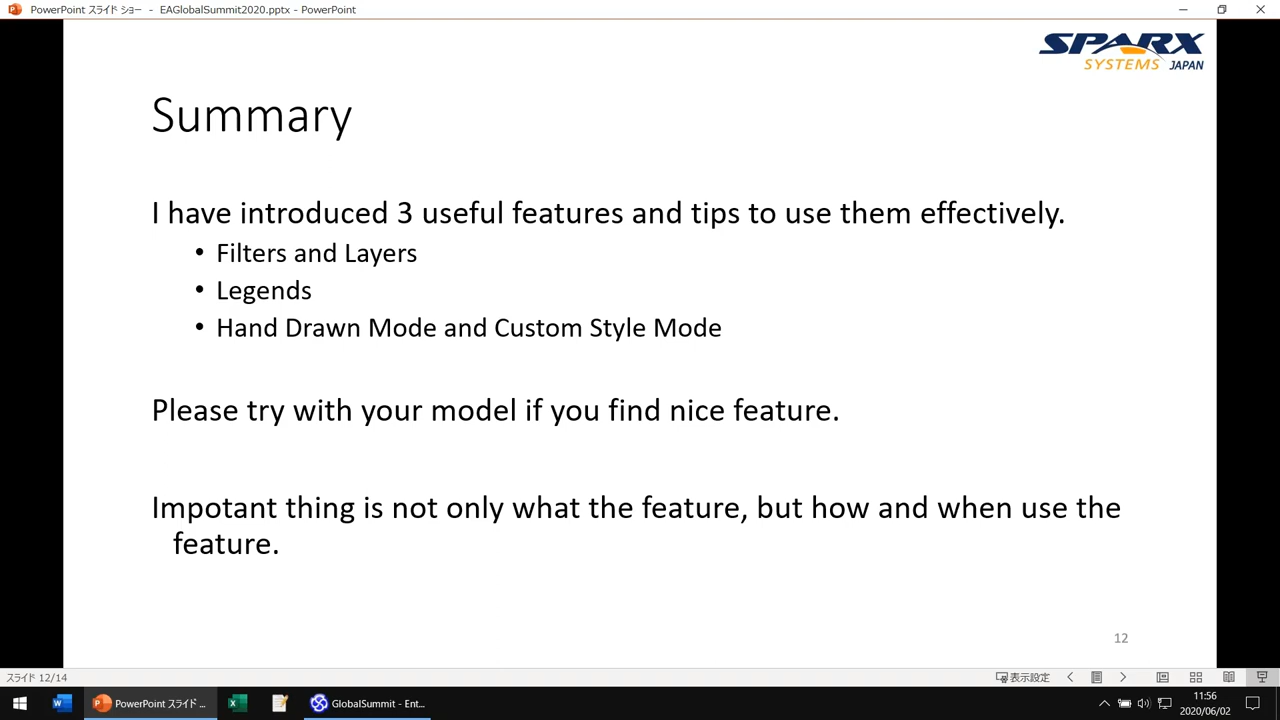 PowerPoint スライド ショー - EAGlobalSummit2020.pptx - PowerPoint
SPARX
SYSTEMS JAPAN
Summary
I have introduced 3 useful features and tips to use them effectively.
• Filters and Layers
• Legends
• Hand Drawn Mode and Custom Style Mode
Please try with your model if you find nice feature.
Impotant thing is not only what the feature, but how and when use the
feature.
12
スライド 12/14
表示設定
PowerPoint スライド ...
GlobalSummit - Ent...
11:56
2020/06/02